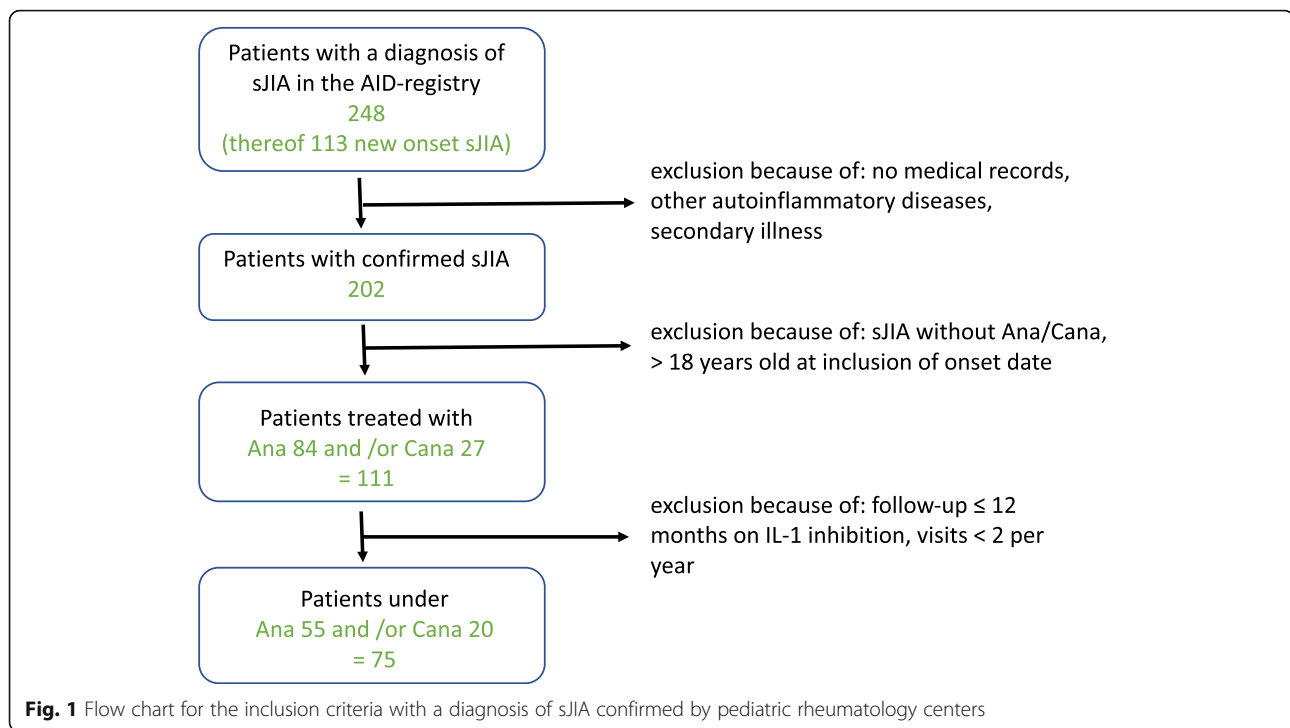 Patients with a diagnosis of
sJIA in the AID-registry
248
(thereof 113 new onset sJIA)
exclusion because of: no medical records,
other autoinflammatory diseases,
secondary illness
Patients with confirmed sJIA
202
exclusion because of: sJIA without Ana/Cana,
> 18 years old at inclusion of onset date
Patients treated with
Ana 84 and /or Cana 27
= 111
exclusion because of: follow-up ≤ 12
months on IL-1 inhibition, visits < 2 per
year
Patients under
Ana 55 and /or Cana 20
= 75
Fig. 1 Flow chart for the inclusion criteria with a diagnosis of sJIA confirmed by pediatric rheumatology centers